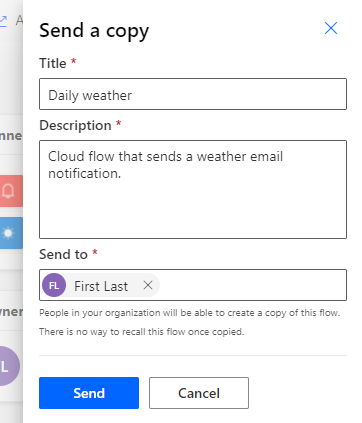 Send a copy
Title *
Daily weather
Description *
Cloud flow that sends a weather email
notification.
Send to *
FL First Last
People in your organization will be able to create a copy of this flow.
There is no way to recall this flow once copied.
Send Cancel